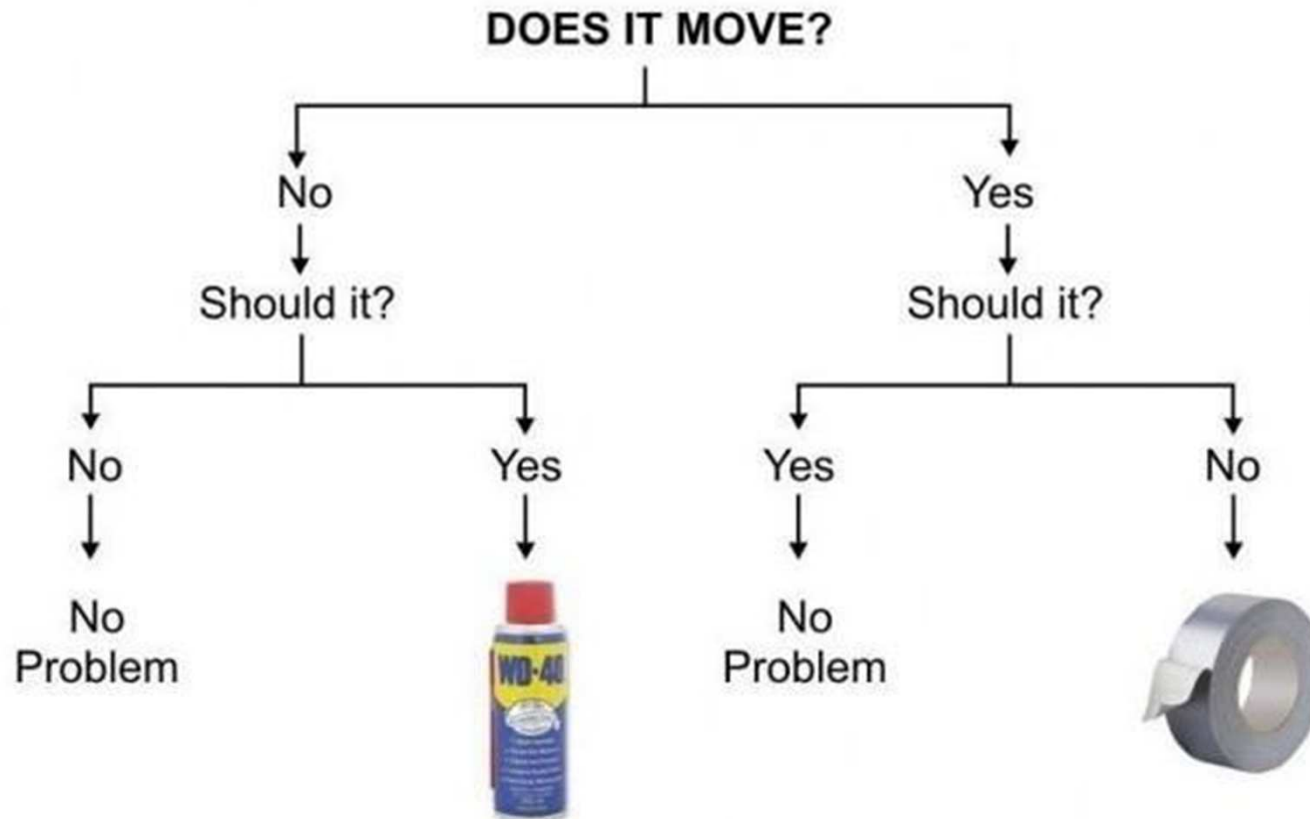 DOES IT MOVE?
No
Yes
Should it?
Should it?
No
Yes
Yes
No
No
Problem
WD-40
No
Problem